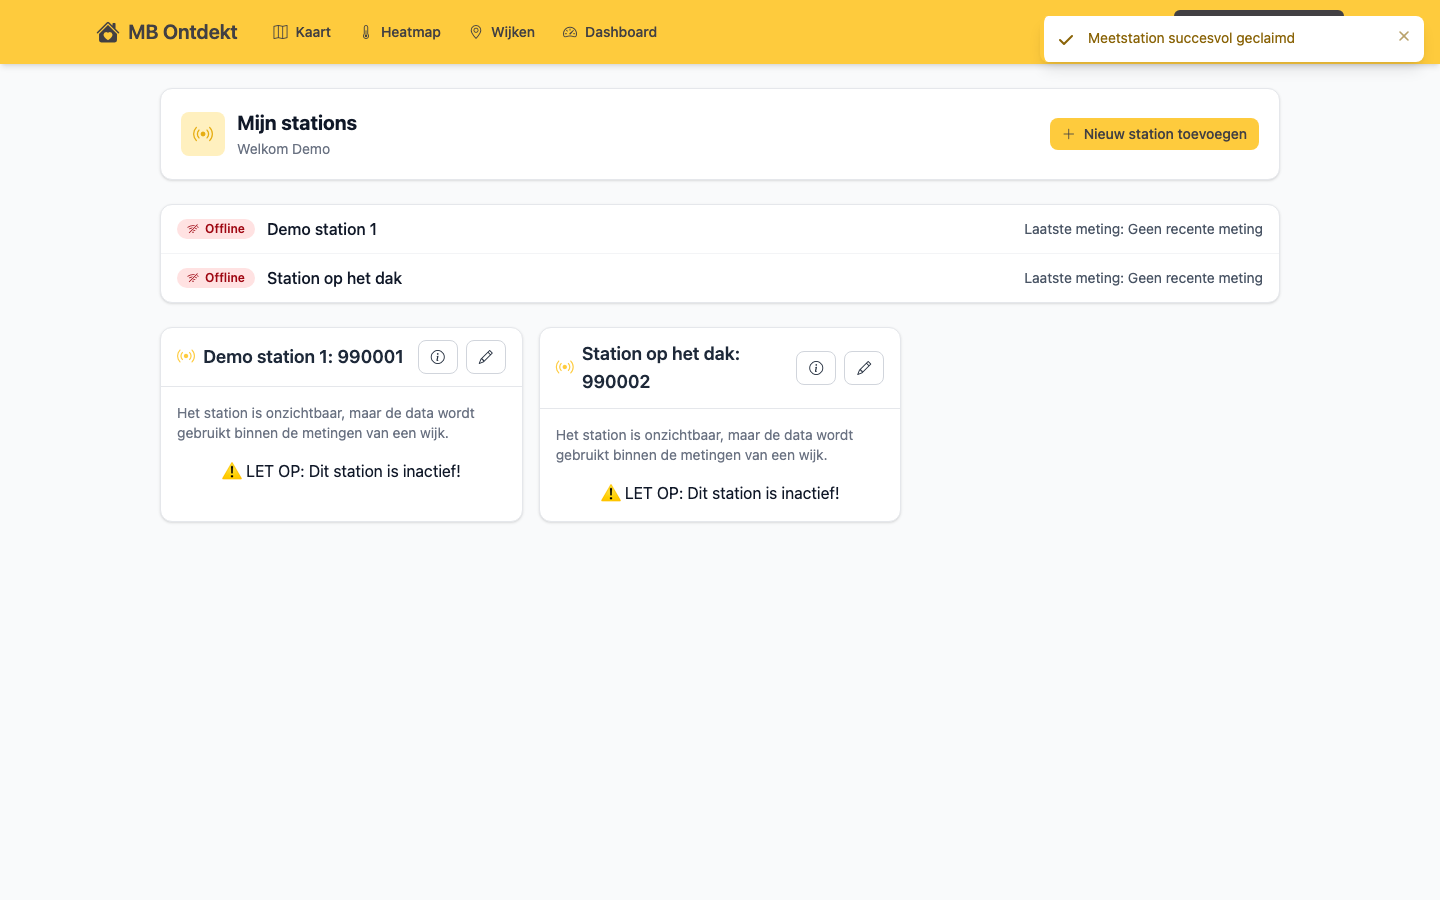 MB Ontdekt
Kaart
Heatmap
Wijken
Dashboard
Meetstation succesvol geclaimd
Mijn stations
Welkom Demo
Nieuw station toevoegen
Offline
Demo station 1
Laatste meting: Geen recente meting
Offline
Station op het dak
Laatste meting: Geen recente meting
Demo station 1: 990001
Het station is onzichtbaar, maar de data wordt
gebruikt binnen de metingen van een wijk.
⚠️ LET OP: Dit station is inactief!
Station op het dak:
990002
Het station is onzichtbaar, maar de data wordt
gebruikt binnen de metingen van een wijk.
⚠️ LET OP: Dit station is inactief!